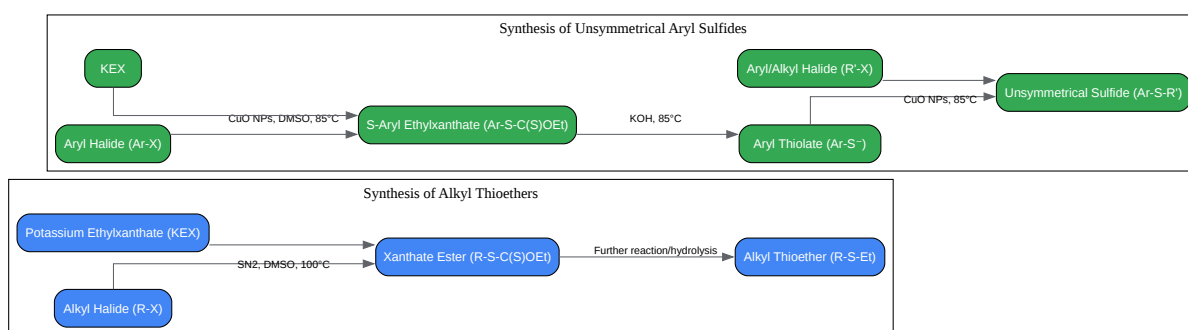 Synthesis of Unsymmetrical Aryl Sulfides
KEX
Aryl/Alkyl Halide (R'-X)
Unsymmetrical Sulfide (Ar-S-R')
CuO NPs, DMSO, 85°C
S-Aryl Ethylxanthate (Ar-S-C(S)OEt)
KOH, 85°C
CuO NPs, 85°C
Aryl Halide (Ar-X)
Aryl Thiolate (Ar-S⁻)
Synthesis of Alkyl Thioethers
Potassium Ethylxanthate (KEX)
SN2, DMSO, 100°C
Xanthate Ester (R-S-C(S)OEt)
Further reaction/hydrolysis
Alkyl Thioether (R-S-Et)
Alkyl Halide (R-X)